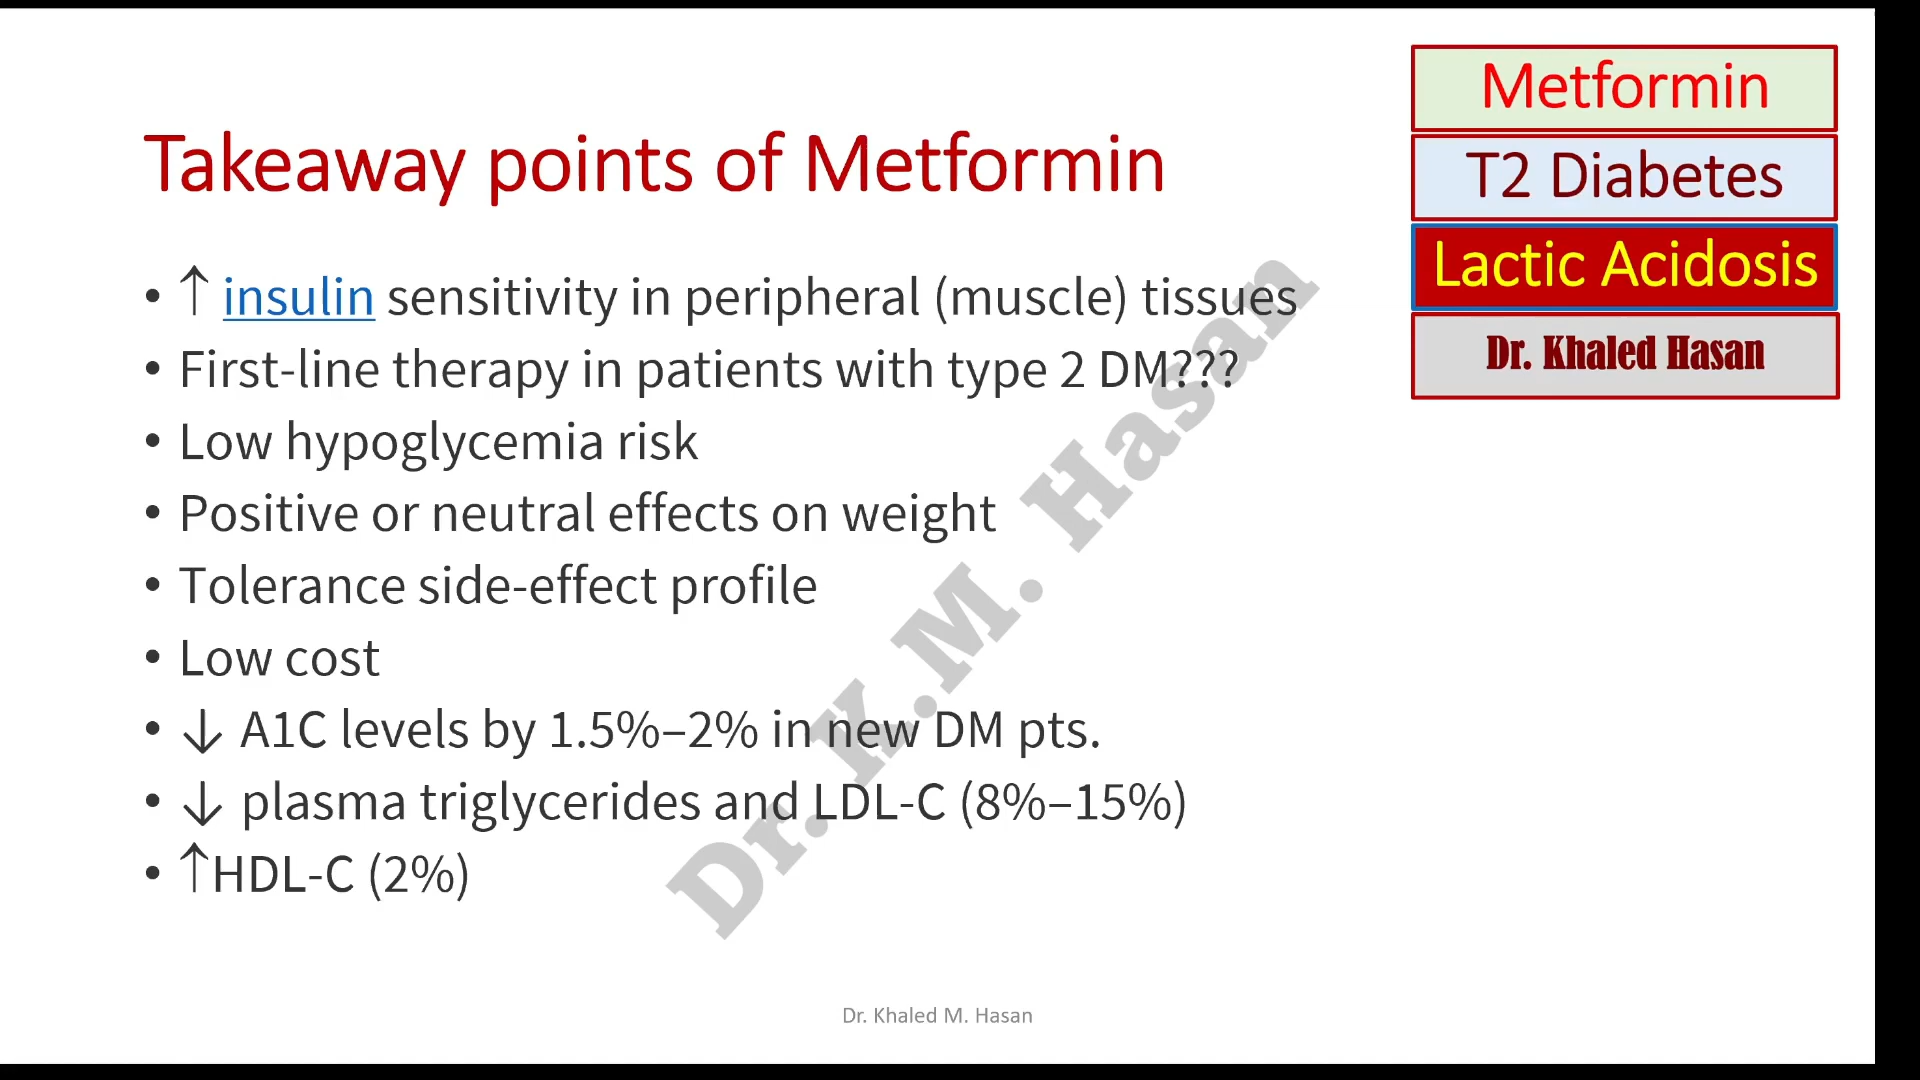 Takeaway points of Metformin
• ↑ insulin sensitivity in peripheral (muscle) tissues
• First-line therapy in patients with type 2 DM???
• Low hypoglycemia risk
• Positive or neutral effects on weight
• Tolerance side-effect profile
• Low cost
• ↓ A1C levels by 1.5%–2% in new DM pts.
• ↓ plasma triglycerides and LDL-C (8%–15%)
• ↑HDL-C (2%)
Metformin
T2 Diabetes
Lactic Acidosis
Dr. Khaled Hasan
Dr. K.M. Hasan
Dr. Khaled M. Hasan